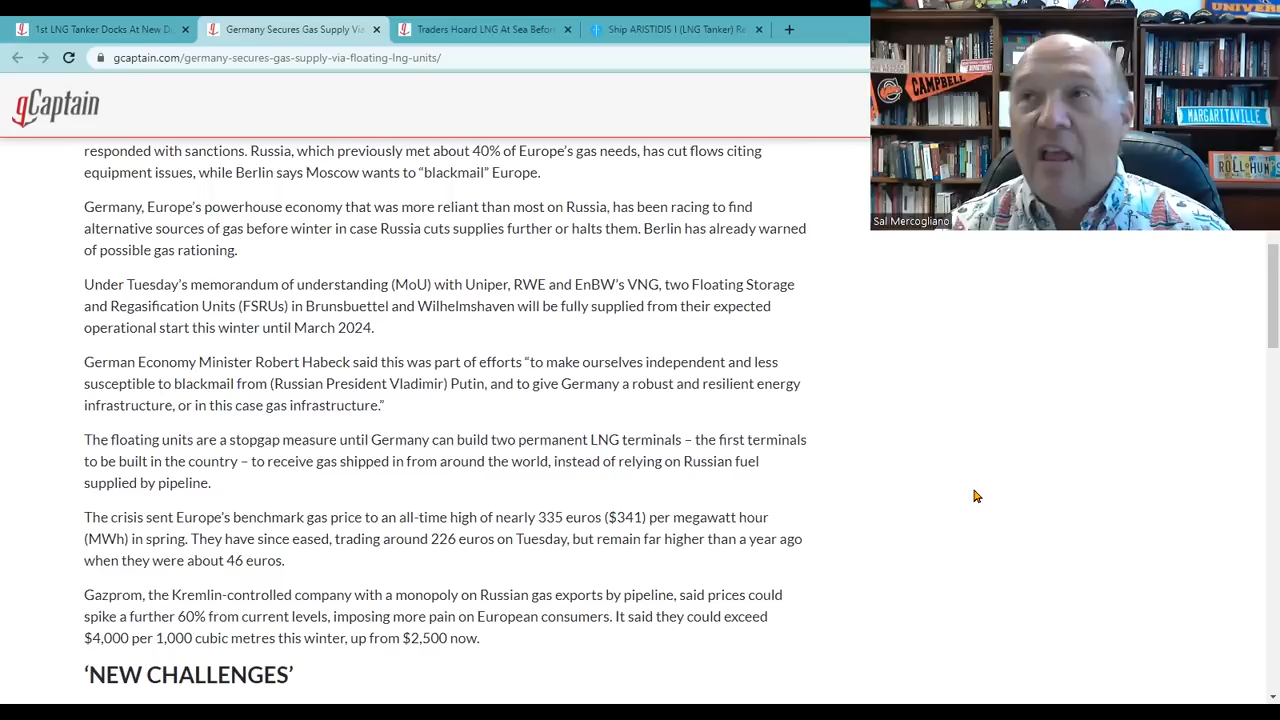 1st LNG Tanker Docks At New D
Germany Secures Gas Supply Via
Traders Hoard LNG At Sea Before
Ship ARISTIDIS I (LNG Tanker) Re
gcaptain.com/germany-secures-gas-supply-via-floating-lng-units/
gCaptain
responded with sanctions. Russia, which previously met about 40% of Europe’s gas needs, has cut flows citing
equipment issues, while Berlin says Moscow wants to “blackmail” Europe.
Germany, Europe’s powerhouse economy that was more reliant than most on Russia, has been racing to find
alternative sources of gas before winter in case Russia cuts supplies further or halts them. Berlin has already warned
of possible gas rationing.
Under Tuesday’s memorandum of understanding (MoU) with Uniper, RWE and EnBW’s VNG, two Floating Storage
and Regasification Units (FSRUs) in Brunsbuettel and Wilhelmshaven will be fully supplied from their expected
operational start this winter until March 2024.
German Economy Minister Robert Habeck said this was part of efforts “to make ourselves independent and less
susceptible to blackmail from (Russian President Vladimir) Putin, and to give Germany a robust and resilient energy
infrastructure, or in this case gas infrastructure.”
The floating units are a stopgap measure until Germany can build two permanent LNG terminals – the first terminals
to be built in the country – to receive gas shipped in from around the world, instead of relying on Russian fuel
supplied by pipeline.
The crisis sent Europe’s benchmark gas price to an all-time high of nearly 335 euros ($341) per megawatt hour
(MWh) in spring. They have since eased, trading around 226 euros on Tuesday, but remain far higher than a year ago
when they were about 46 euros.
Gazprom, the Kremlin-controlled company with a monopoly on Russian gas exports by pipeline, said prices could
spike a further 60% from current levels, imposing more pain on European consumers. It said they could exceed
$4,000 per 1,000 cubic metres this winter, up from $2,500 now.
‘NEW CHALLENGES’
CAMPBELL
MARGARITAVILLE
UNIVER
Sal Mercogliano